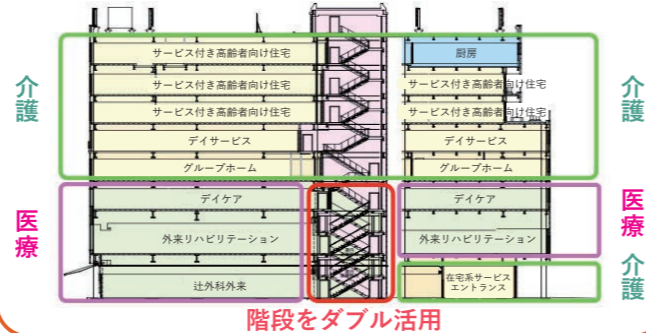 サービス付き高齢者向け住宅
厨房
介護
サービス付き高齢者向け住宅
サービス付き高齢者向け住宅
介護
サービス付き高齢者向け住宅
サービス付き高齢者向け住宅
デイサービス
デイサービス
グループホーム
グループホーム
医療
デイケア
デイケア
医療
外来リハビリテーション
外来リハビリテーション
辻外科外来
在宅系サービス
エントランス
介護
階段をダブル活用